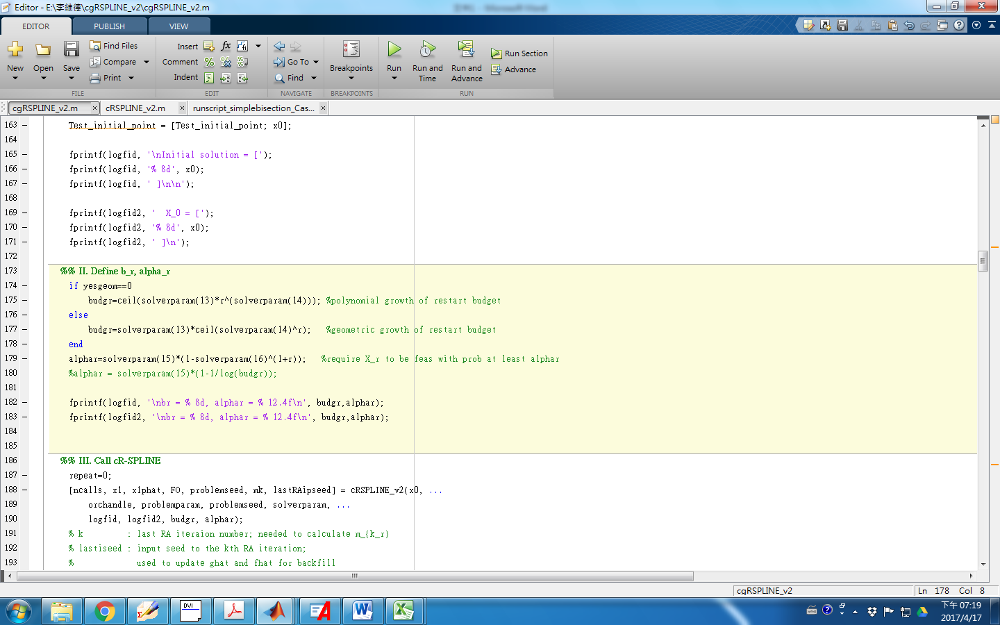 Editor - E:\李維德\cgRSPLINE_v2\cgRSPLINE_v2.m
EDITOR PUBLISH VIEW
New Open Save Find Files Compare Print
Insert Comment Indent
Go To Find
Breakpoints
Run Run and Time Run and Advance Run Section Advance
FILE EDIT NAVIGATE BREAKPOINTS RUN
cgRSPLINE_v2.m cRSPLINE_v2.m runscript_simplebisection_Cas...
163 Test_initial_point = [Test_initial_point; x0];
164
165 fprintf(logfid, '\nInitial solution = [');
166 fprintf(logfid, '% 8d', x0);
167 fprintf(logfid, ' ]\n\n');
168
169 fprintf(logfid2, '  X_0 = [');
170 fprintf(logfid2, '% 8d', x0);
171 fprintf(logfid2, ' ]\n');
172
173 %% II. Define b_r, alpha_r
174 if yesgeom==0
175 budgr=ceil(solverparam(13)*r^(solverparam(14))); %polynomial growth of restart budget
176 else
177 budgr=solverparam(13)*ceil(solverparam(14)^r); %geometric growth of restart budget
178 end
179 alphar=solverparam(15)*(1-solverparam(16)^(1+r)); %require X_r to be feas with prob at least alphar
180 %alphar = solverparam(15)*(1-1/log(budgr));
181
182 fprintf(logfid, '\nbr = % 8d, alphar = % 12.4f\n', budgr,alphar);
183 fprintf(logfid2, '\nbr = % 8d, alphar = % 12.4f\n', budgr,alphar);
184
185
186 %% III. Call cR-SPLINE
187 repeat=0;
188 [ncalls, x1, x1phat, FO, problemseed, mk, lastRAipseed] = cRSPLINE_v2(x0, ...
189 orchandle, problemparam, problemseed, solverparam, ...
190 logfid, logfid2, budgr, alphar);
191 % k : last RA iteraion number; needed to calculate m_{k_r}
192 % lastiseed : input seed to the kth RA iteration;
193 % used to update ghat and fhat for backfill
cgRSPLINE_v2 Ln 178 Col 8
DVI
下午 07:19
2017/4/17